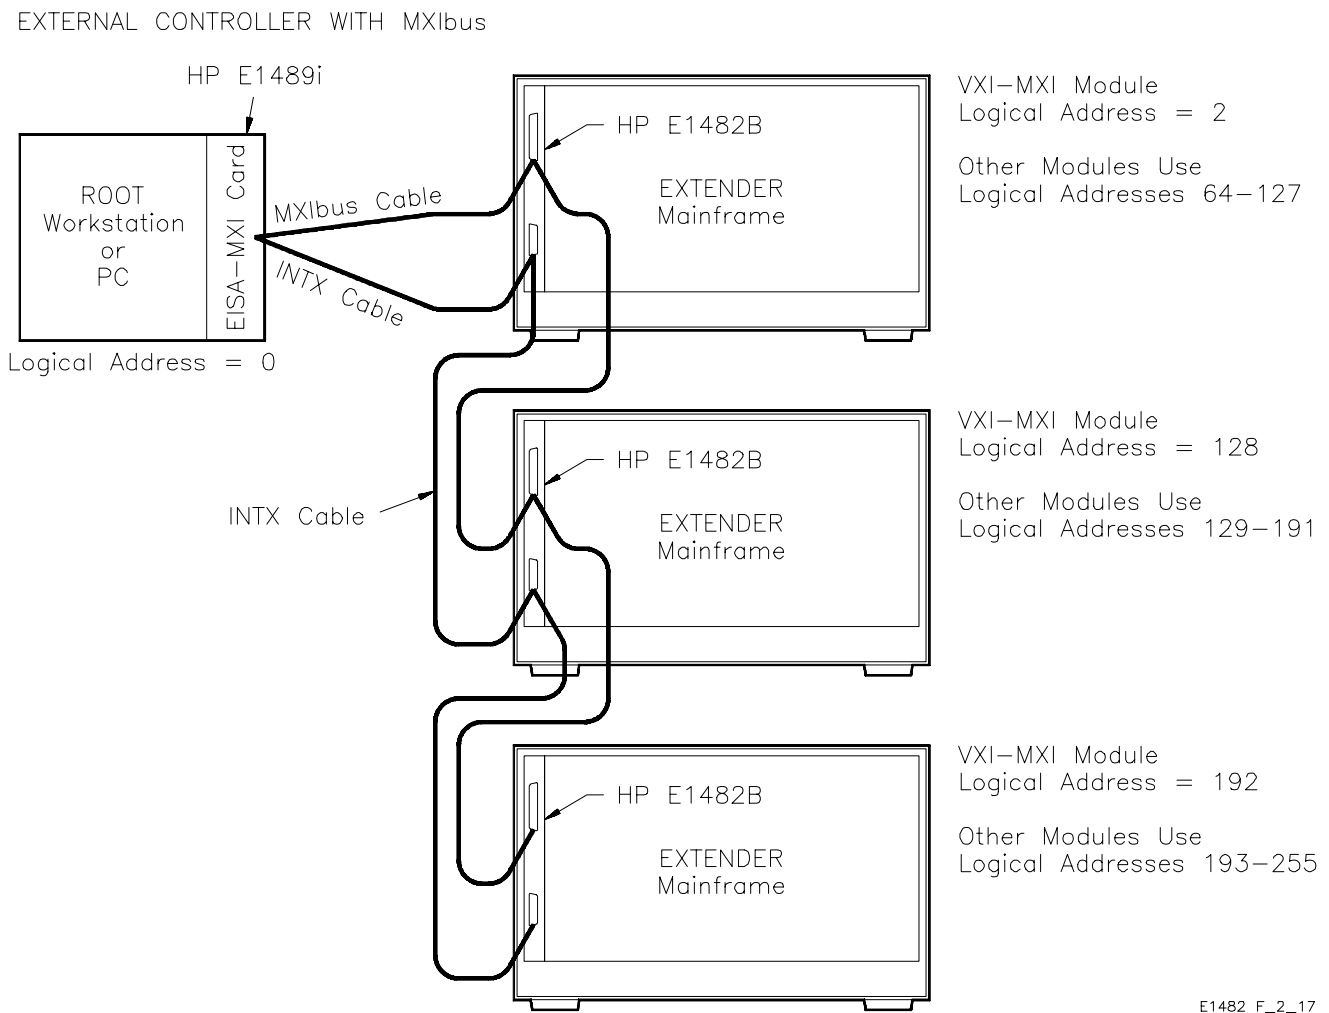 EXTERNAL CONTROLLER WITH MXIbus
HP E1489i
ROOT
Workstation
or
PC
EISA-MXI Card
Logical Address = 0
MXIbus Cable
INTX Cable
HP E1482B
EXTENDER
Mainframe
VXI-MXI Module
Logical Address = 2
Other Modules Use
Logical Addresses 64-127
INTX Cable
HP E1482B
EXTENDER
Mainframe
VXI-MXI Module
Logical Address = 128
Other Modules Use
Logical Addresses 129-191
HP E1482B
EXTENDER
Mainframe
VXI-MXI Module
Logical Address = 192
Other Modules Use
Logical Addresses 193-255
E1482 F_2_17